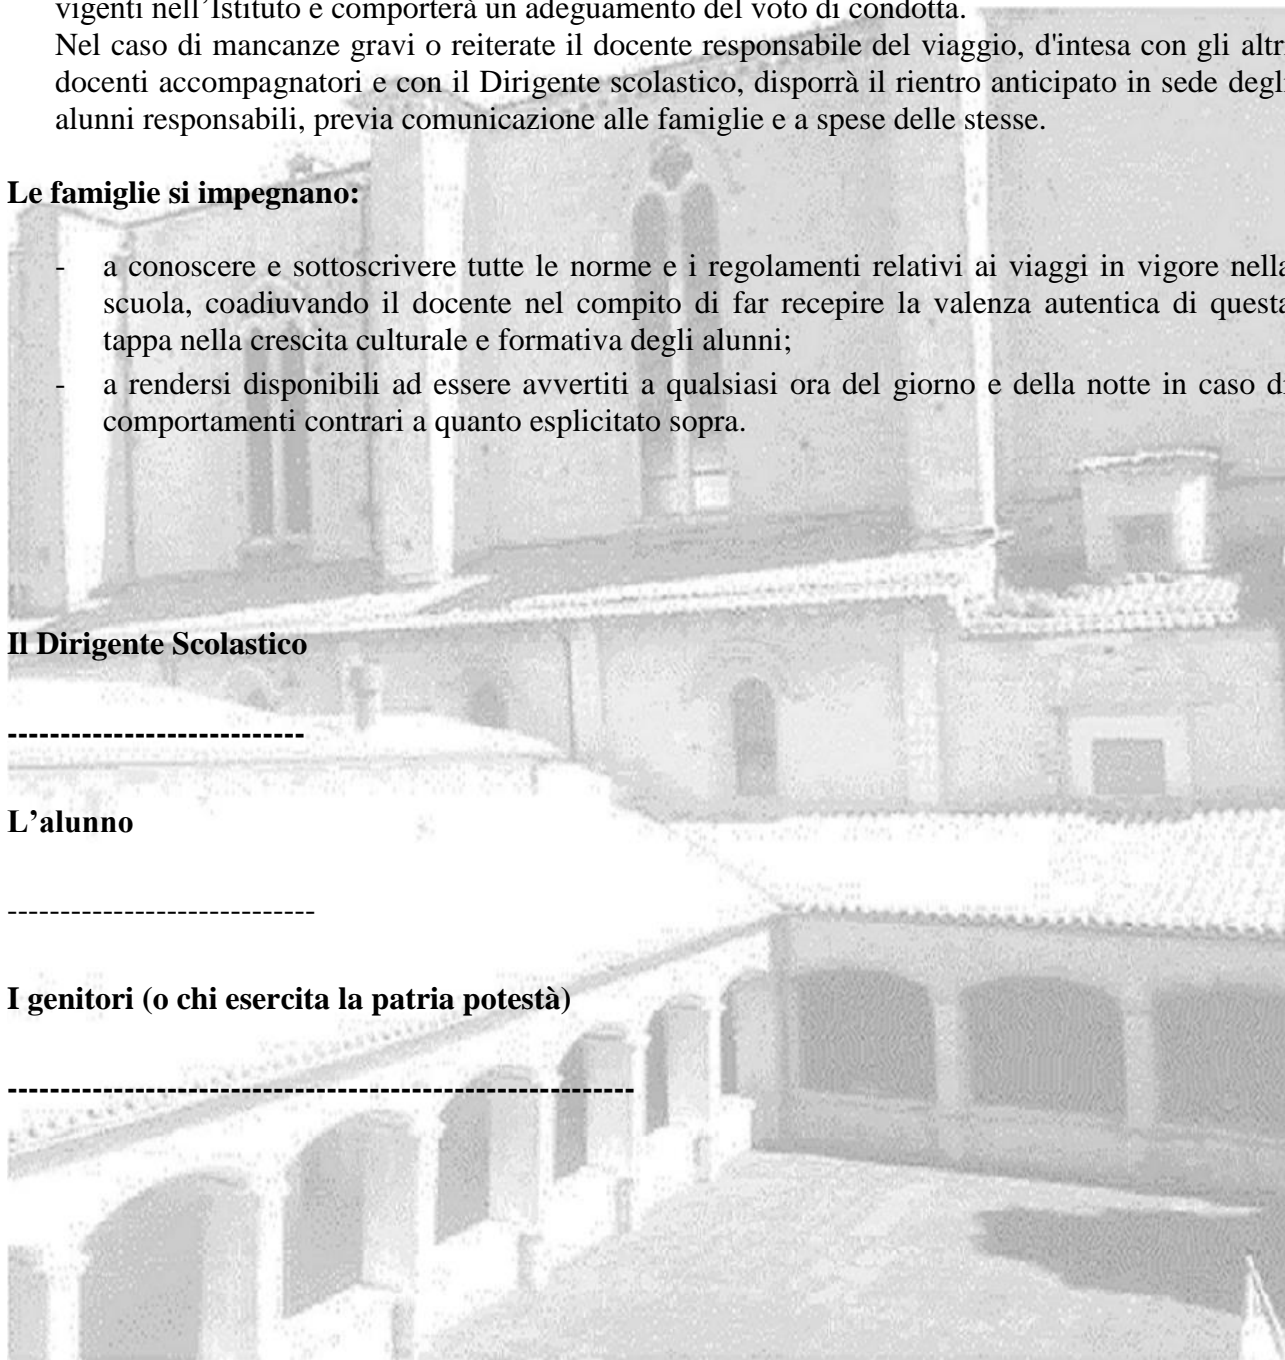 vigenti nell’Istituto e comporterà un adeguamento del voto di condotta.
Nel caso di mancanze gravi o reiterate il docente responsabile del viaggio, d'intesa con gli altri
docenti accompagnatori e con il Dirigente scolastico, disporrà il rientro anticipato in sede degli
alunni responsabili, previa comunicazione alle famiglie e a spese delle stesse.
Le famiglie si impegnano:
- a conoscere e sottoscrivere tutte le norme e i regolamenti relativi ai viaggi in vigore nella
scuola, coadiuvando il docente nel compito di far recepire la valenza autentica di questa
tappa nella crescita culturale e formativa degli alunni;
- a rendersi disponibili ad essere avvertiti a qualsiasi ora del giorno e della notte in caso di
comportamenti contrari a quanto esplicitato sopra.
Il Dirigente Scolastico
----------------------------
L’alunno
-----------------------------
I genitori (o chi esercita la patria potestà)
-----------------------------------------------------------